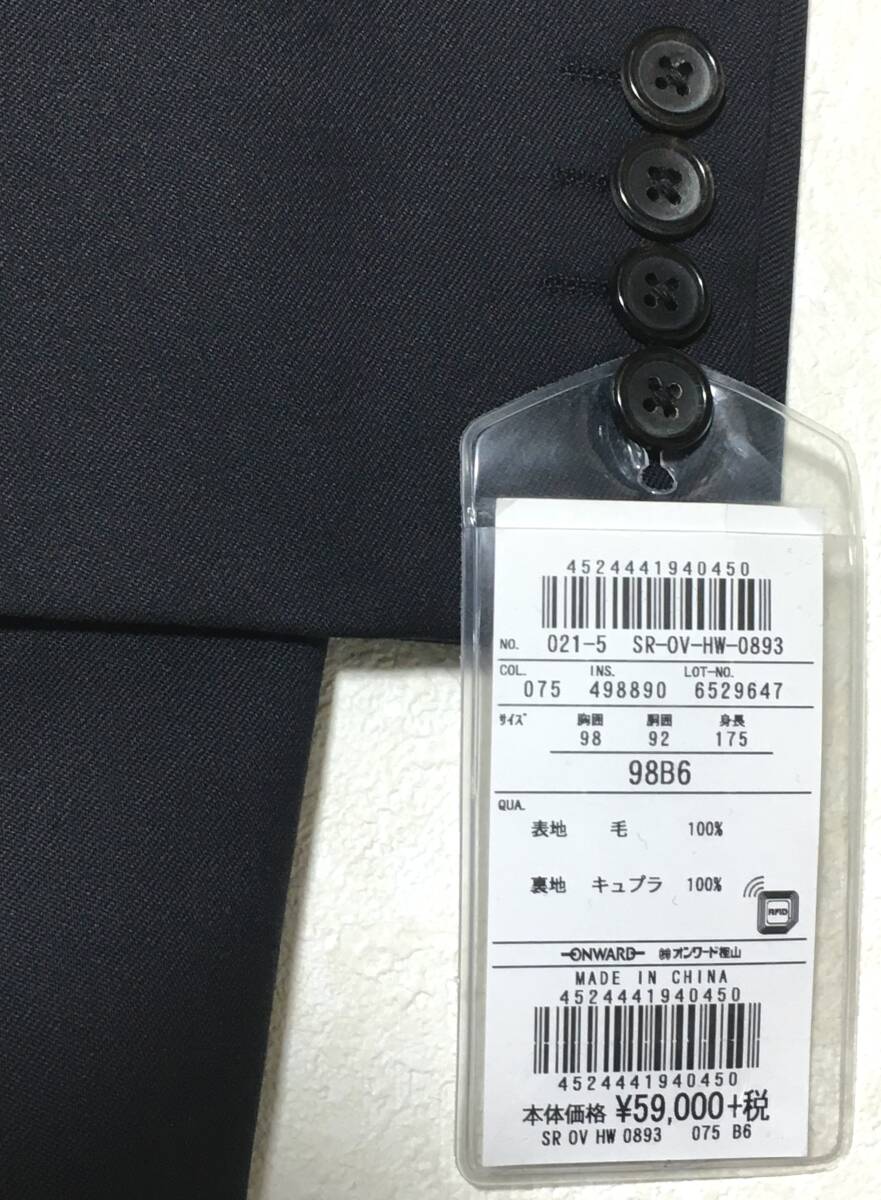 4524441940450
NO. 021-5 SR-OV-HW-0893
COL. INS. LOT-NO.
075 498890 6529647
サイズ 胸囲 胴囲 身長
98 92 175
98B6
QUA.
表地 毛 100%
裏地 キュプラ 100%
RFID
ONWARD ㈱オンワード樫山
MADE IN CHINA
4524441940450
4524441940450
本体価格 ¥59,000+税
SR OV HW 0893 075 B6